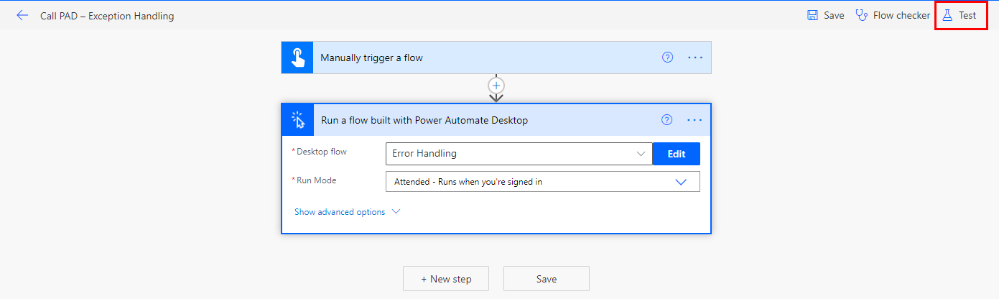 Call PAD – Exception Handling
Save
Flow checker
Test
Manually trigger a flow
Run a flow built with Power Automate Desktop
*Desktop flow
Error Handling
Edit
*Run Mode
Attended - Runs when you're signed in
Show advanced options
+ New step
Save